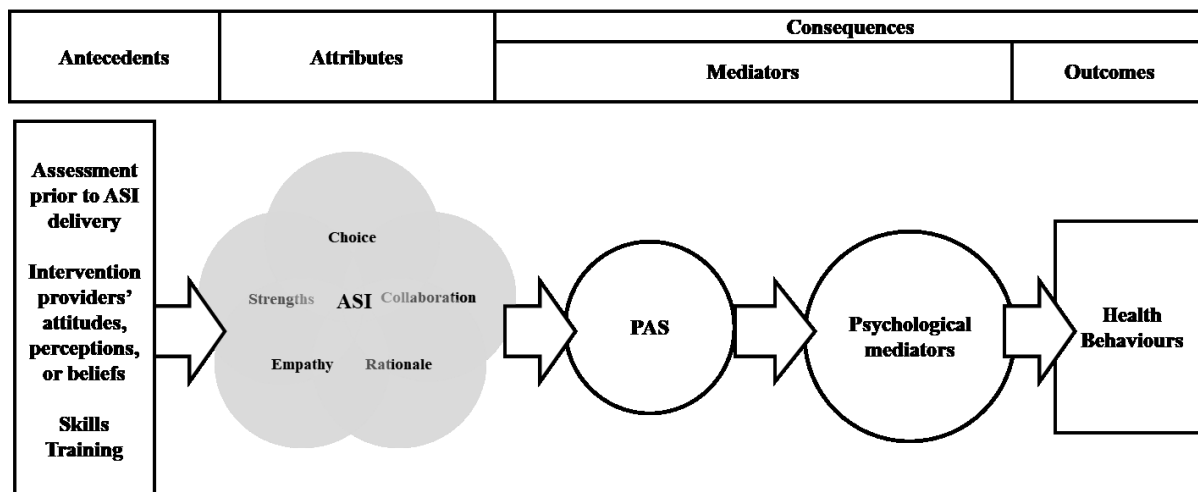 Consequences
Antecedents
Attributes
Mediators
Outcomes
Assessment
prior to ASI
delivery
Intervention
providers’
attitudes,
perceptions,
or beliefs
Skills
Training
Choice
Strengths
ASI
Collaboration
Empathy
Rationale
PAS
Psychological
mediators
Health
Behaviours